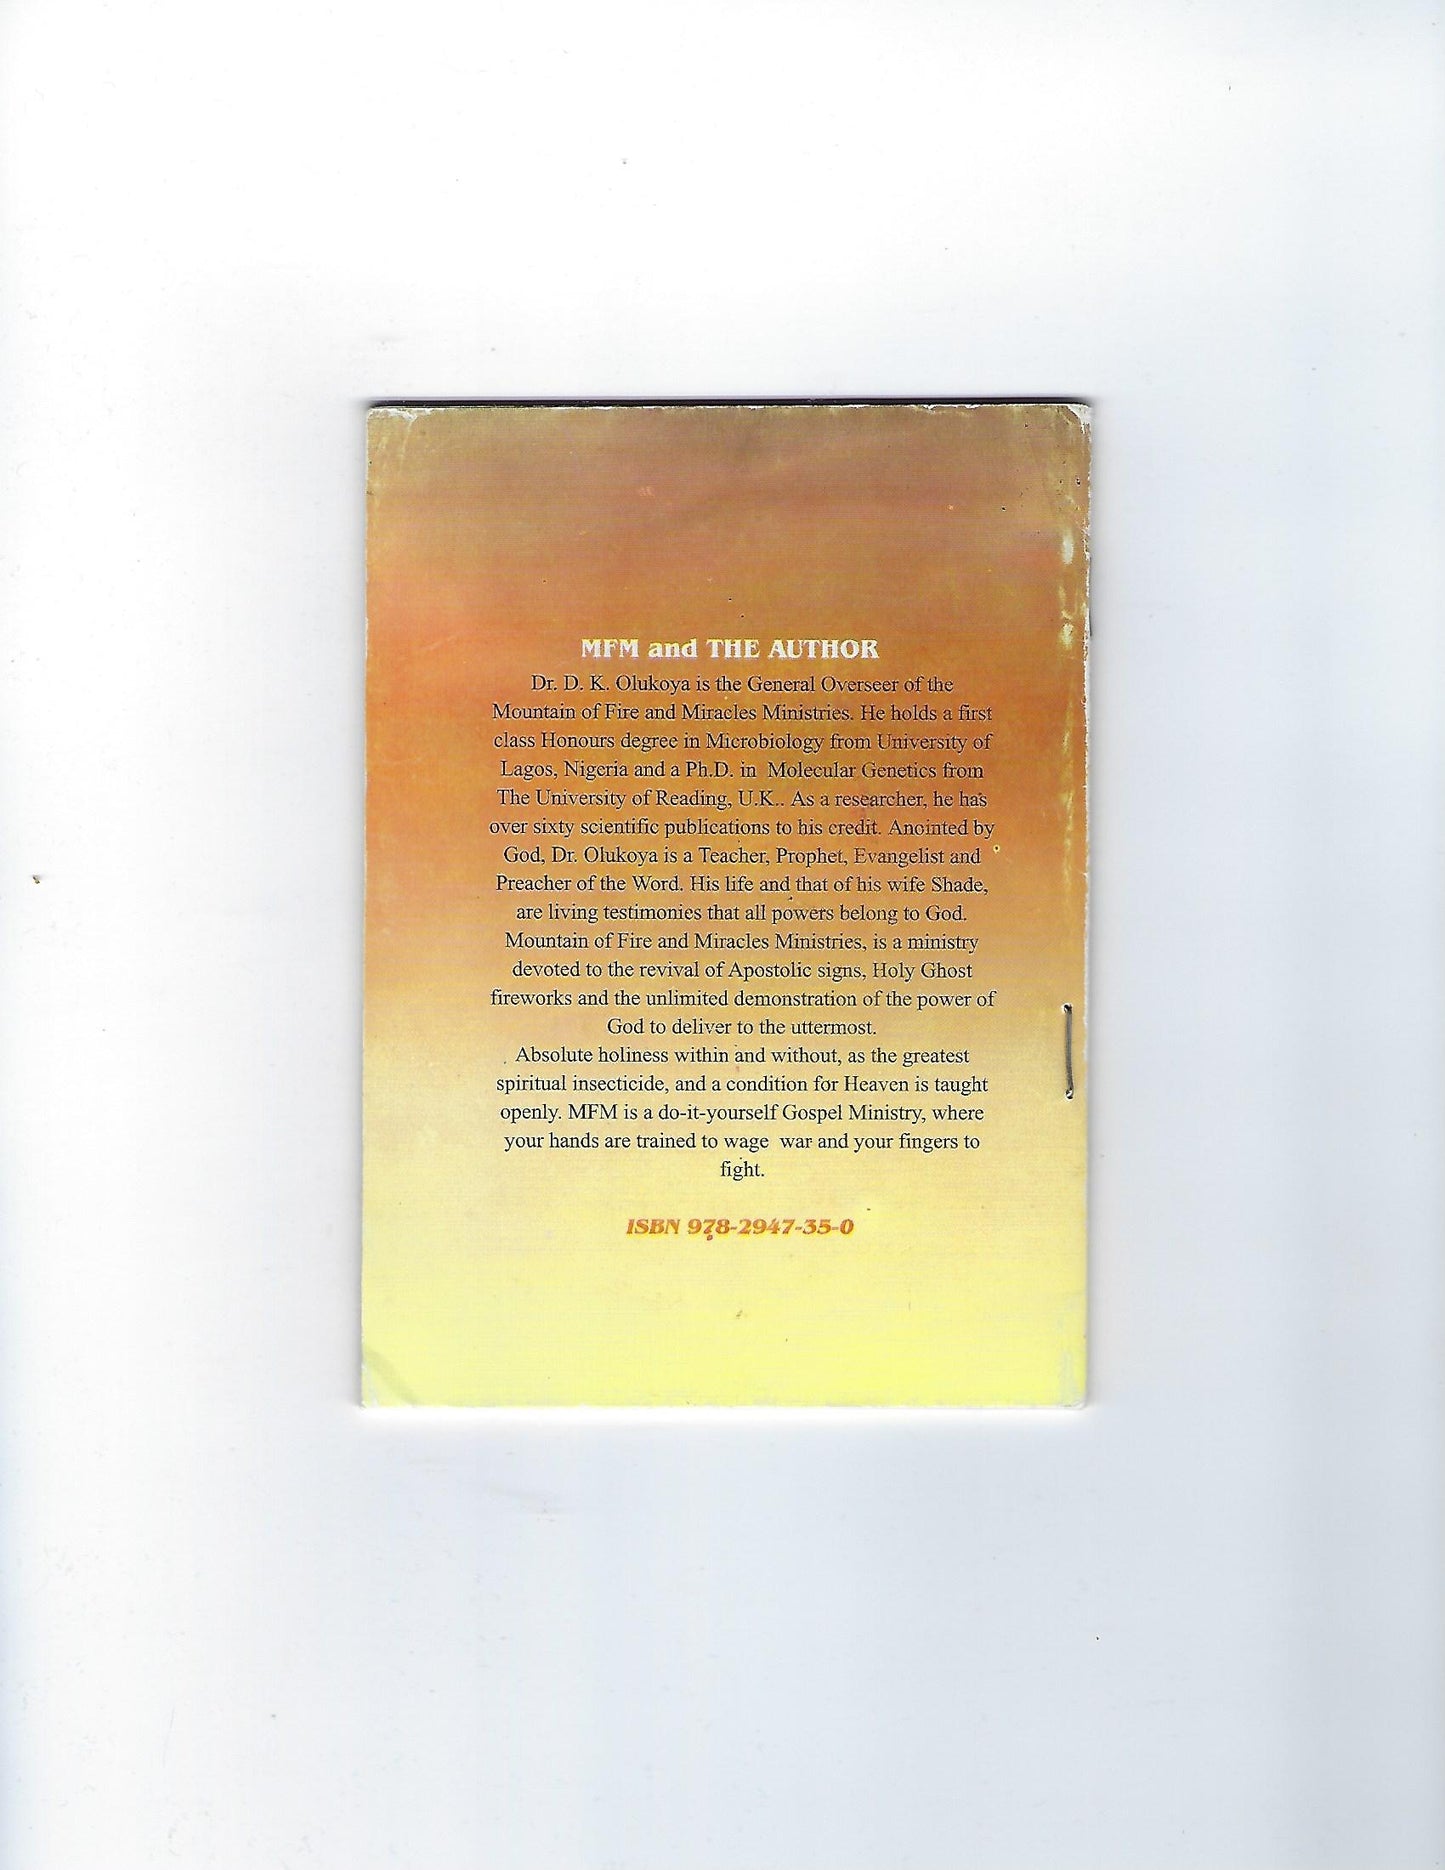 MFM and THE AUTHOR
Dr. D. K. Olukoya is the General Overseer of the
Mountain of Fire and Miracles Ministries. He holds a first
class Honours degree in Microbiology from University of
Lagos, Nigeria and a Ph.D. in Molecular Genetics from
The University of Reading, U.K.. As a researcher, he has
over sixty scientific publications to his credit. Anointed by
God, Dr. Olukoya is a Teacher, Prophet, Evangelist and
Preacher of the Word. His life and that of his wife Shade,
are living testimonies that all powers belong to God.
Mountain of Fire and Miracles Ministries, is a ministry
devoted to the revival of Apostolic signs, Holy Ghost
fireworks and the unlimited demonstration of the power of
God to deliver to the uttermost.
Absolute holiness within and without, as the greatest
spiritual insecticide, and a condition for Heaven is taught
openly. MFM is a do-it-yourself Gospel Ministry, where
your hands are trained to wage war and your fingers to
fight.
ISBN 978-2947-35-0